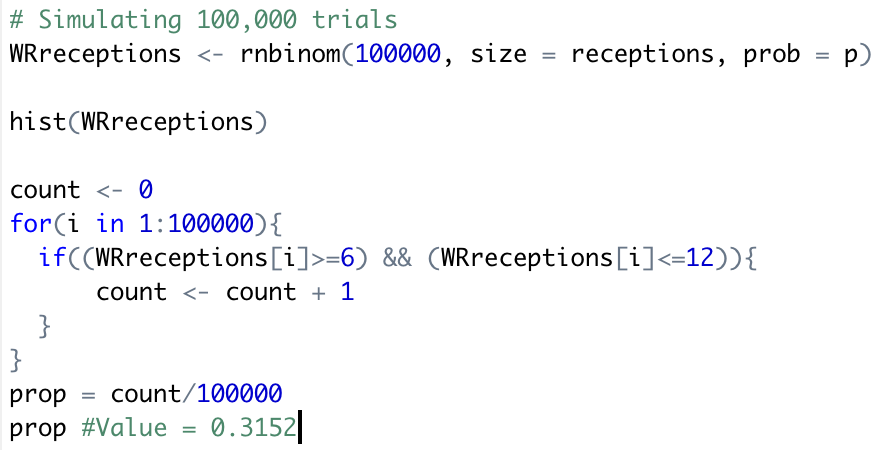 # Simulating 100,000 trials
WRreceptions <- rnbinom(100000, size = receptions, prob = p)
hist(WRreceptions)
count <- 0
for(i in 1:100000){
if((WRreceptions[i]>=6) && (WRreceptions[i]<=12)){
count <- count + 1
}
}
prop = count/100000
prop #Value = 0.3152